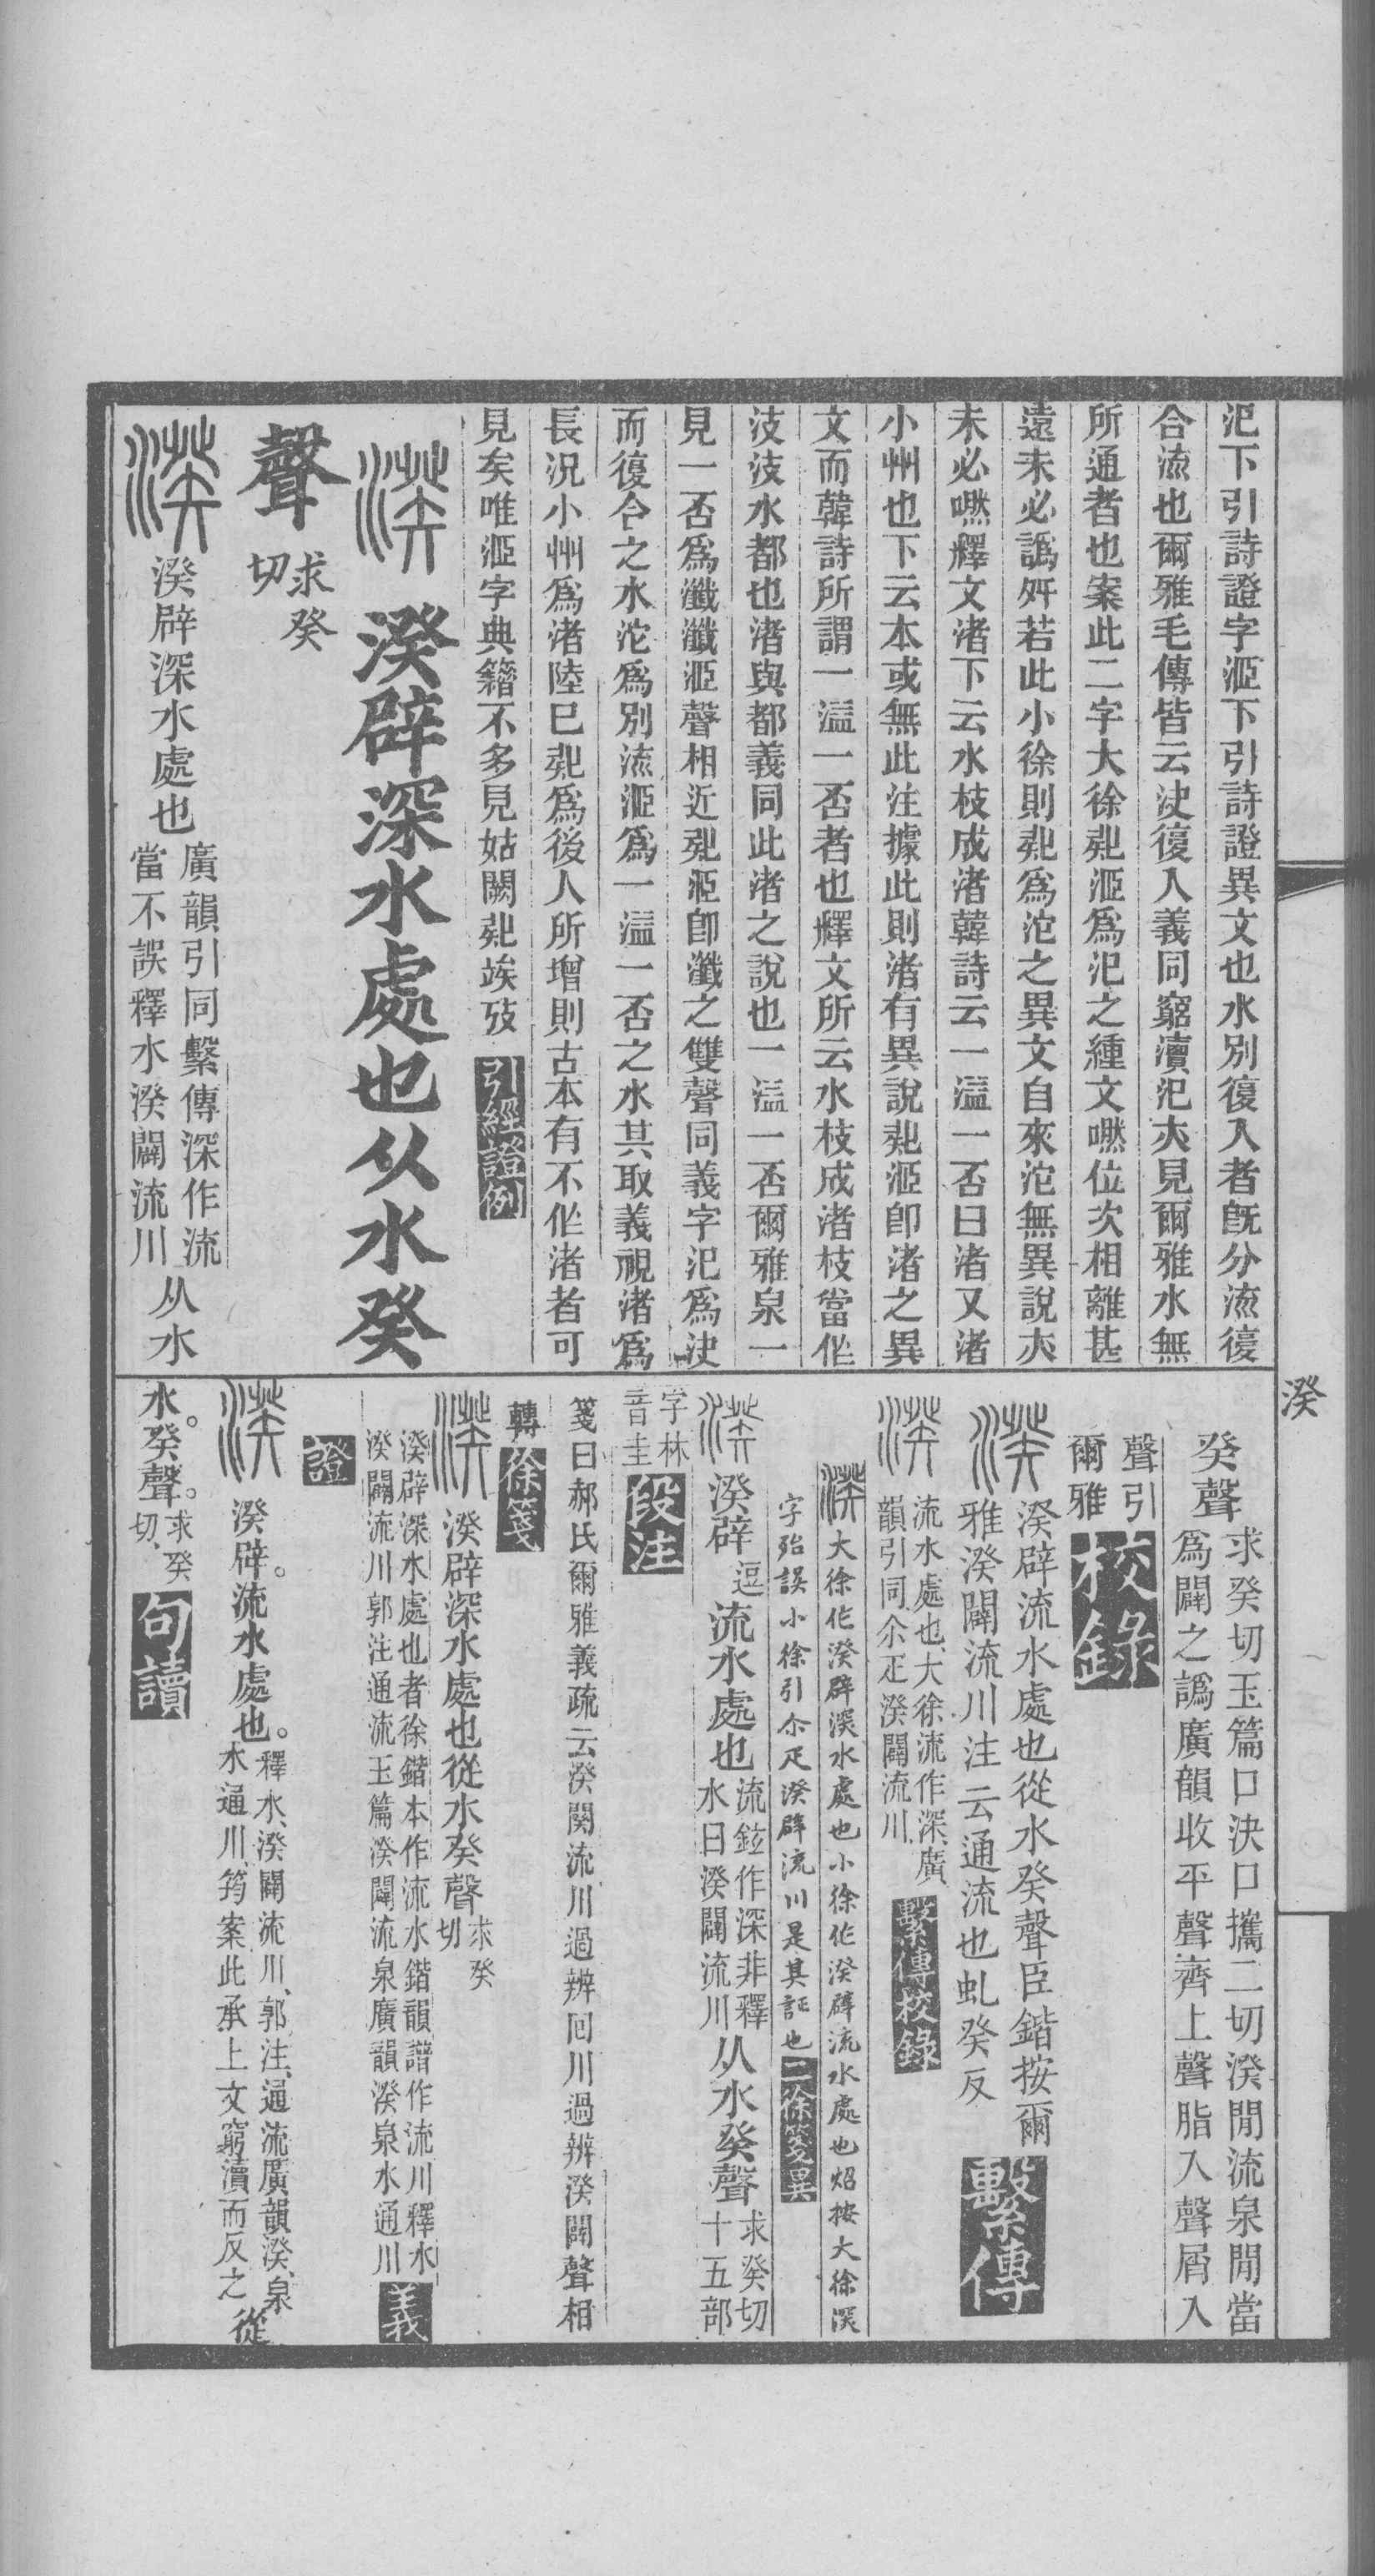 汜下引詩證字洍下引詩證異文也水別復入者旣分流復
合流也爾雅毛傳皆云決復入義同窮瀆汜亦見爾雅水無
所通者也案此二字大徐㠯洍爲汜之緟文嘫位次相離甚
遠未必譌舛若此小徐則㠯爲沱之異文自來沱無異說亦
未必嘫釋文渚下云水枝成渚韓詩云一溢一否曰渚又渚
小州也下云本或無此注據此則渚有異說㠯洍卽渚之異
文而韓詩所謂一溢一否者也釋文所云水枝成渚枝當作
汥汥水都也渚與都義同此渚之說也一溢一否爾雅泉一
見一否爲瀸瀸洍聲相近㠯洍卽瀸之雙聲同義字汜爲決
而復合之水沱爲別流洍爲一溢一否之水其取義視渚爲
長況小州爲渚陸巳㠯爲後人所增則古本有不作渚者可
見矣唯洍字典籍不多見姑闕㠯竢攷 引經證例
湀辟深水處也从水癸
聲 求癸切
湀辟深水處也 廣韻引同繫傳深作流
當不誤釋水湀闢流川 从水
癸聲 求癸切玉篇口決口攜二切湀閒流泉閒當
爲闢之譌廣韻收平聲齊上聲脂入聲屑入
聲引
爾雅 校錄
湀辟流水處也從水癸聲臣鍇按爾
雅湀闢流川注云通流也虬癸反 繫傳
流水處也大徐流作深廣
韻引同尒疋湀闢流川 繫傳校錄
大徐作湀辟深水處也小徐作湀辟流水處也炤按大徐深
字殆誤小徐引尒疋湀辟流川是其証也 二徐箋異
湀辟 逗 流水處也 流鉉作深非釋
水曰湀闢流川 从水癸聲 求癸切
十五部
字林
音圭 段注
箋曰郝氏爾雅義疏云湀闢流川過辨回川過辨湀闢聲相
轉 徐箋
湀辟深水處也從水癸聲 求癸
切
湀辟深水處也者徐鍇本作流水鍇韻譜作流川釋水
湀闢流川郭注通流玉篇湀闢流泉廣韻湀泉水通川 義
證
湀辟。流水處也。 釋水、湀闢流川、郭注、通流廣韻湀、泉
水通川、筠案此承上文窮瀆而反之 從
水。癸聲。 求癸
切、 句讀
湀